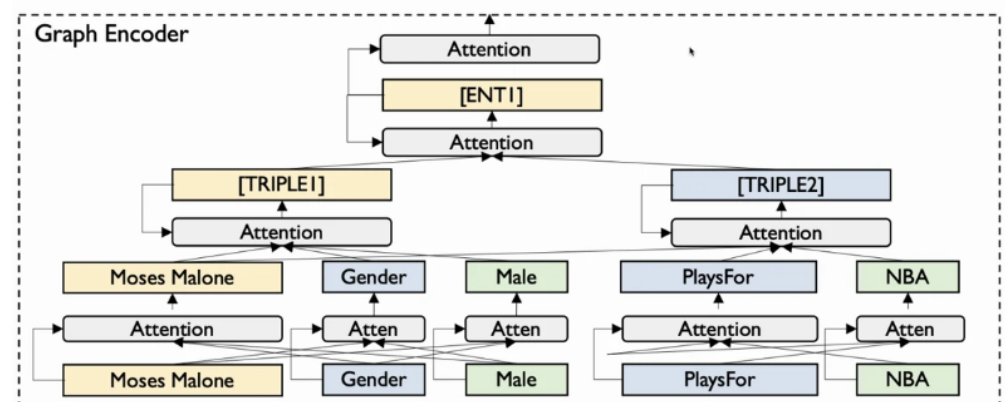 Graph Encoder
Attention
[ENT1]
Attention
[TRIPLE1] [TRIPLE2]
Attention Attention
Moses Malone Gender Male PlaysFor NBA
Attention Atten Atten Attention Atten
Moses Malone Gender Male PlaysFor NBA